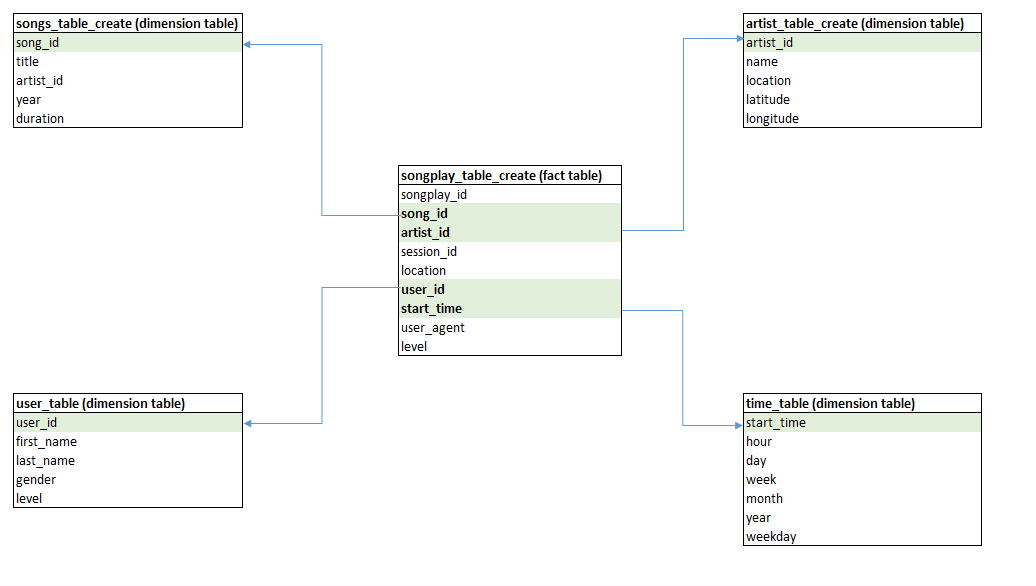 songs_table_create (dimension table)
song_id
title
artist_id
year
duration
artist_table_create (dimension table)
artist_id
name
location
latitude
longitude
songplay_table_create (fact table)
songplay_id
song_id
artist_id
session_id
location
user_id
start_time
user_agent
level
user_table (dimension table)
user_id
first_name
last_name
gender
level
time_table (dimension table)
start_time
hour
day
week
month
year
weekday